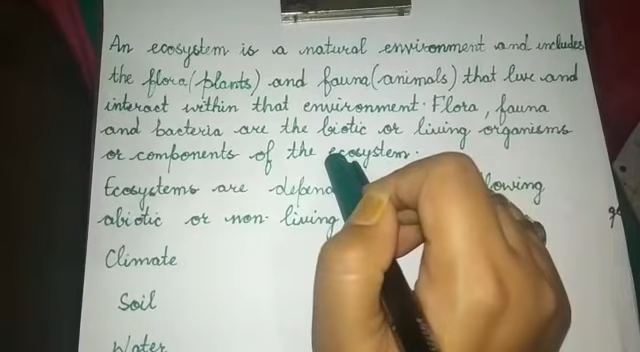 An ecosystem is a natural environment and includes
the flora (plants) and fauna (animals) that live and
interact within that environment. Flora, fauna
and bacteria are the biotic or living organisms
or components of the ecosystem.
Ecosystems are
abiotic or non-living
Climate
Soil
Water